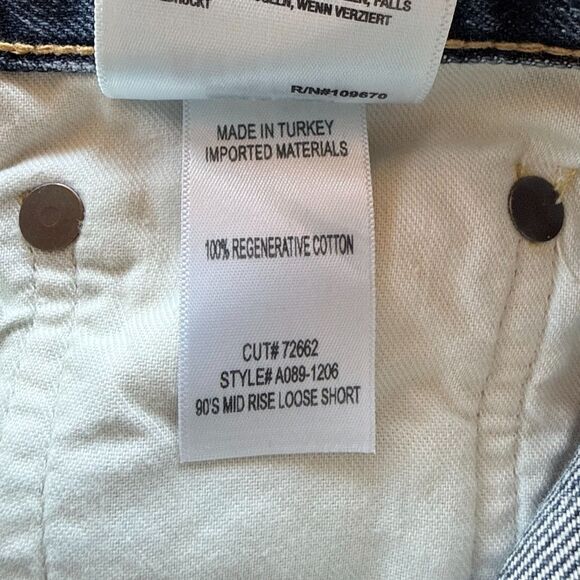 FALLS
WENN VERZIERT
R/N#109670
MADE IN TURKEY
IMPORTED MATERIALS
100% REGENERATIVE COTTON
CUT# 72662
STYLE# A089-1206
90'S MID RISE LOOSE SHORT